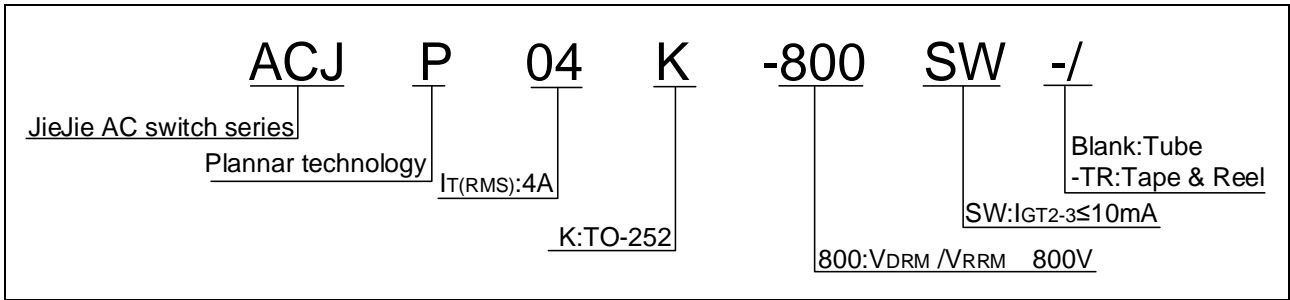 ACJ P 04 K -800 SW -/
JieJie AC switch series
Plannar technology
IT(RMS):4A
K:TO-252
800:VDRM /VRRM 800V
SW:IGT2-3≤10mA
Blank:Tube
-TR:Tape & Reel